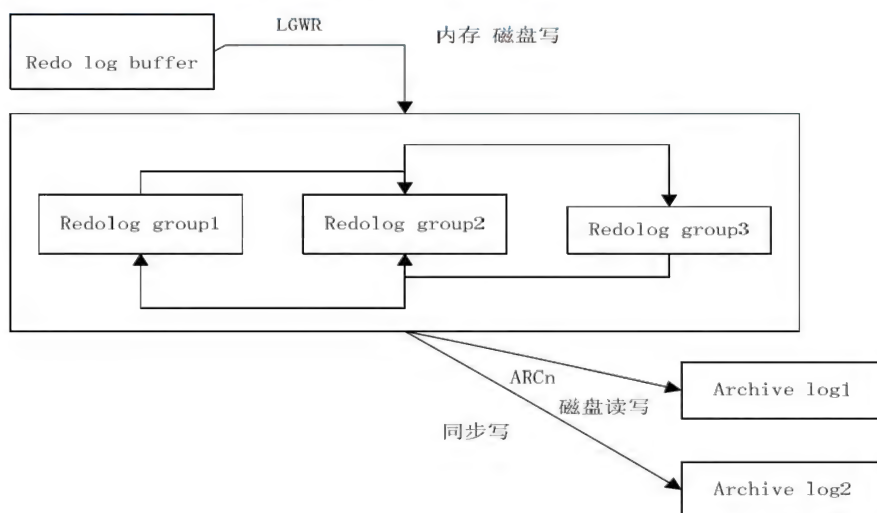 LGWR
内存 磁盘写
Redo log buffer
Redolog group1
Redolog group2
Redolog group3
ARCn
Archive log1
磁盘读写
同步写
Archive log2